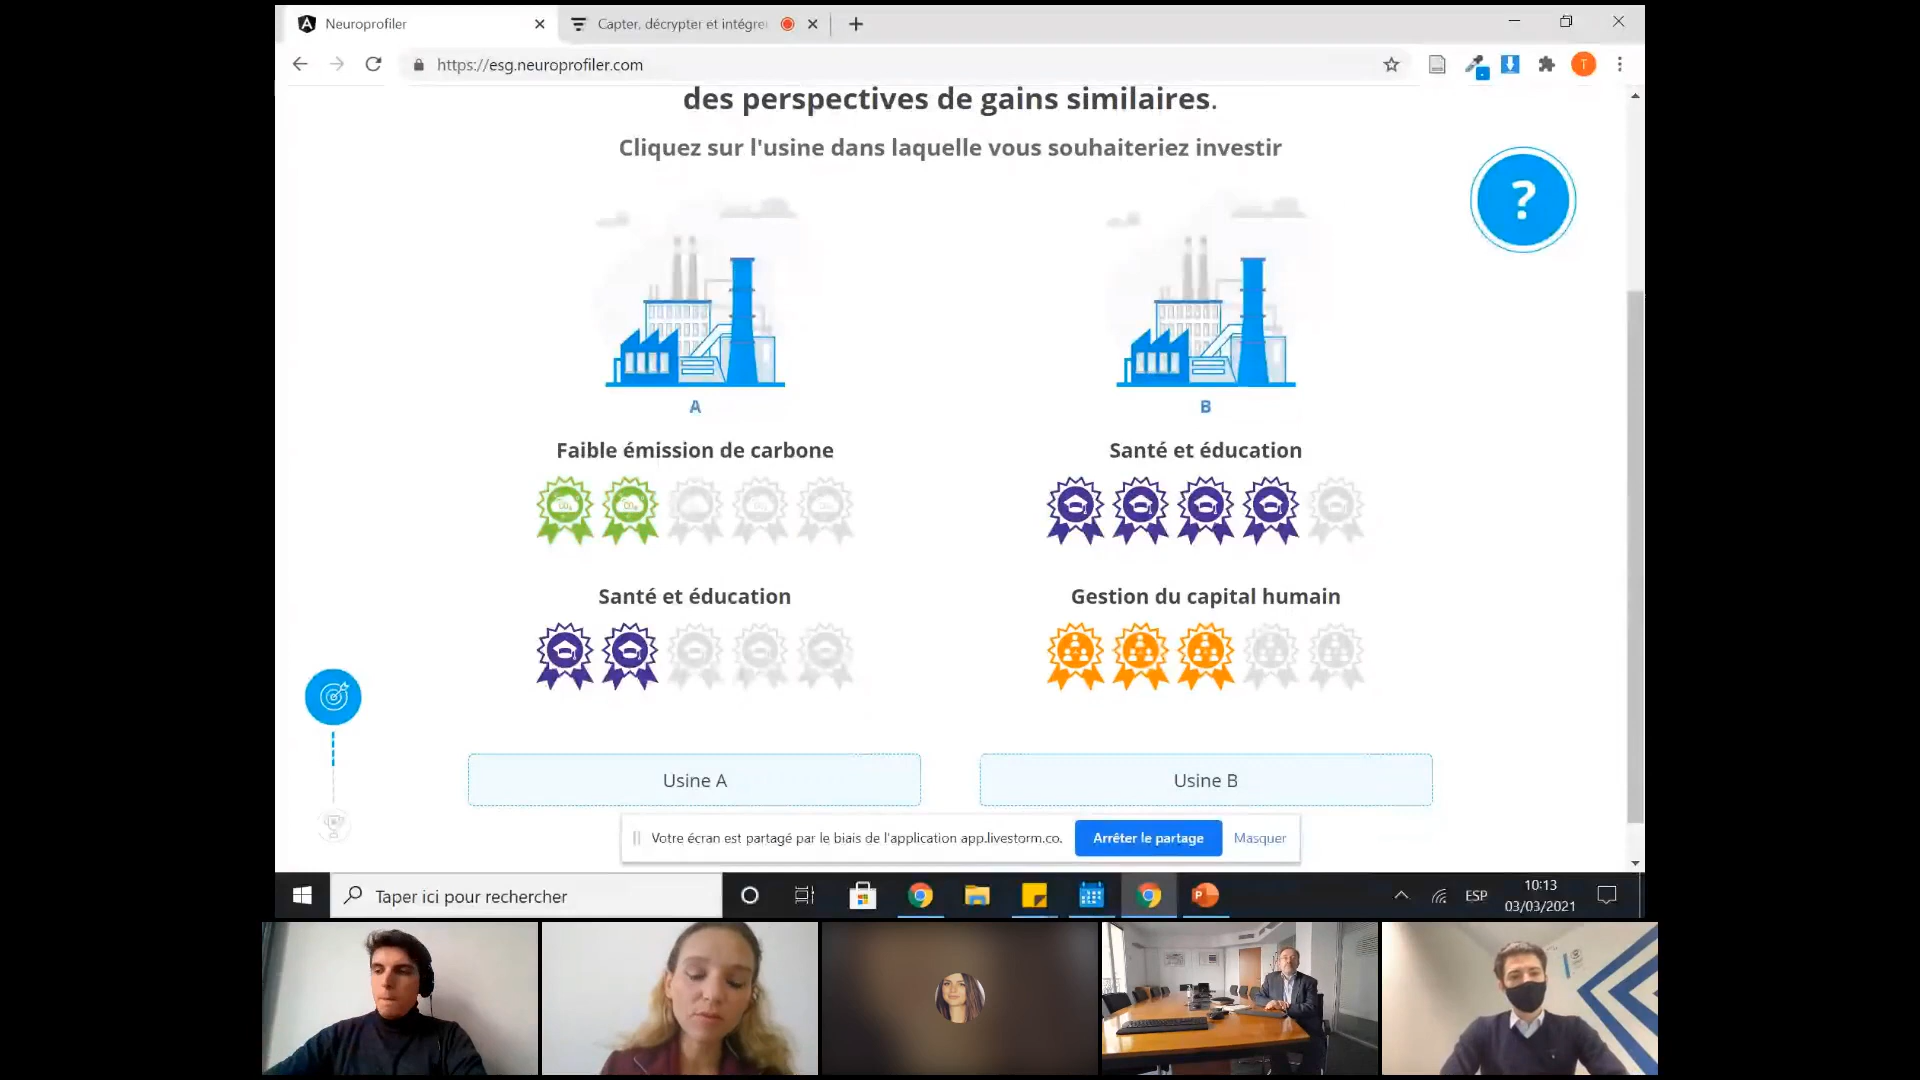 Neuroprofiler
Capter, décrypter et intégre
https://esg.neuroprofiler.com
T
des perspectives de gains similaires.
Cliquez sur l'usine dans laquelle vous souhaiteriez investir
?
A
B
Faible émission de carbone
Santé et éducation
Santé et éducation
Gestion du capital humain
Usine A
Usine B
Votre écran est partagé par le biais de l'application app.livestorm.co.
Arrêter le partage
Masquer
Taper ici pour rechercher
ESP
10:13
03/03/2021